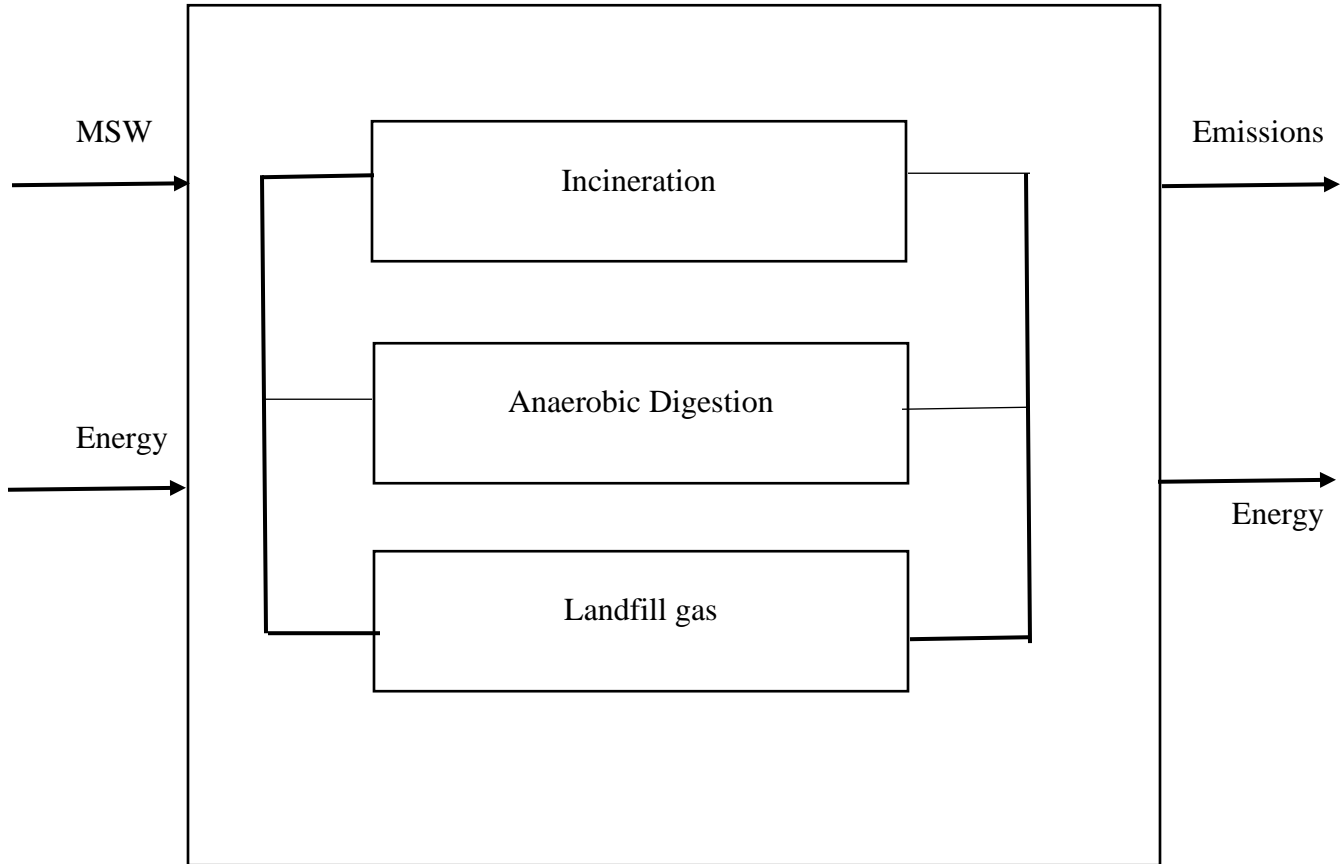 MSW
Emissions
Incineration
Anaerobic Digestion
Energy
Energy
Landfill gas